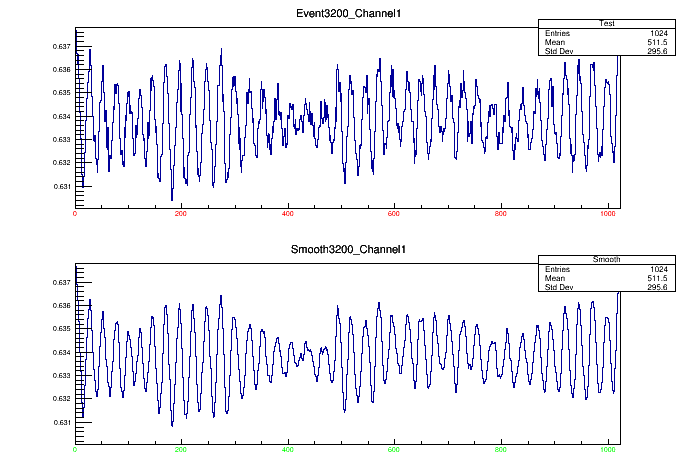 Event3200_Channel1
Test
Entries 1024
Mean 511.5
Std Dev 295.6
0.637
0.636
0.635
0.634
0.633
0.632
0.631
0 200 400 600 800 1000
Smooth3200_Channel1
Smooth
Entries 1024
Mean 511.5
Std Dev 295.6
0.637
0.636
0.635
0.634
0.633
0.632
0.631
0 200 400 600 800 1000